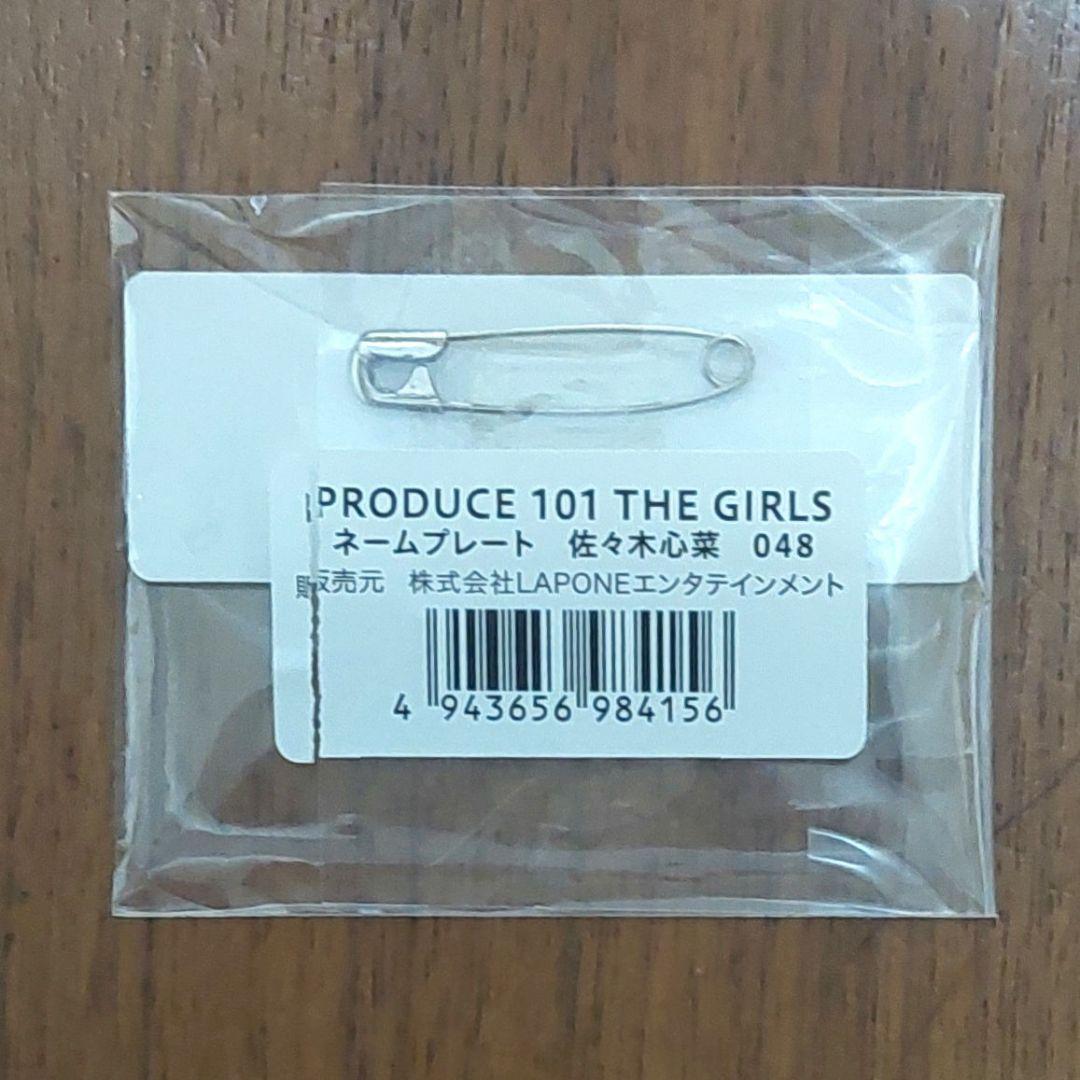 PRODUCE 101 THE GIRLS
ネームプレート　佐々木心菜　048
販売元　株式会社LAPONEエンタテインメント
4 943656 984156